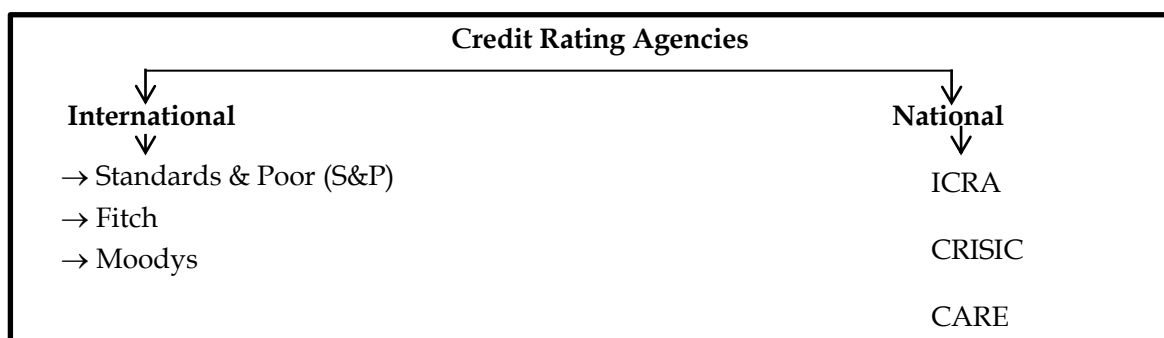 Credit Rating Agencies
International
National
→ Standards & Poor (S&P)
→ Fitch
→ Moodys
ICRA
CRISIC
CARE